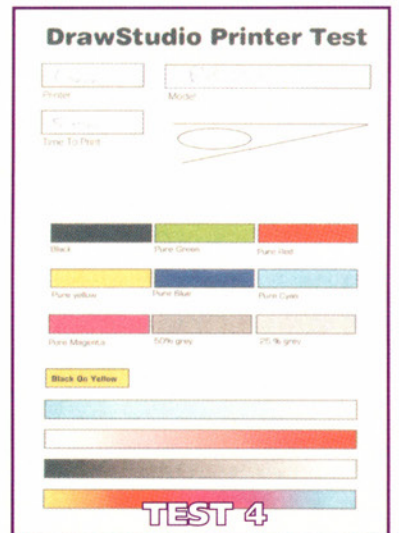 DrawStudio Printer Test
Printer Model
Time To Print
Black Pure Green Pure Red
Pure yellow Pure Blue Pure Cyan
Pure Magenta 50% grey 25 % grey
Black On Yellow
TEST 4